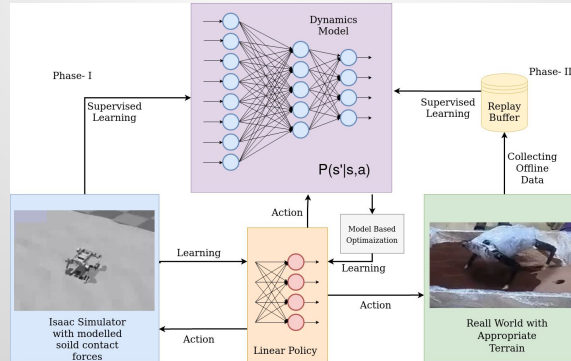 Dynamics
Model
Phase- I
Phase- II
Supervised
Learning
Supervised
Learning
Replay
Buffer
P(s'|s,a)
Collecting
Offline
Data
Action
Model Based
Optimaization
Learning
Learning
Action
Action
Isaac Simulator
with modelled
soild contact
forces
Linear Policy
Reall World with
Appropriate
Terrain